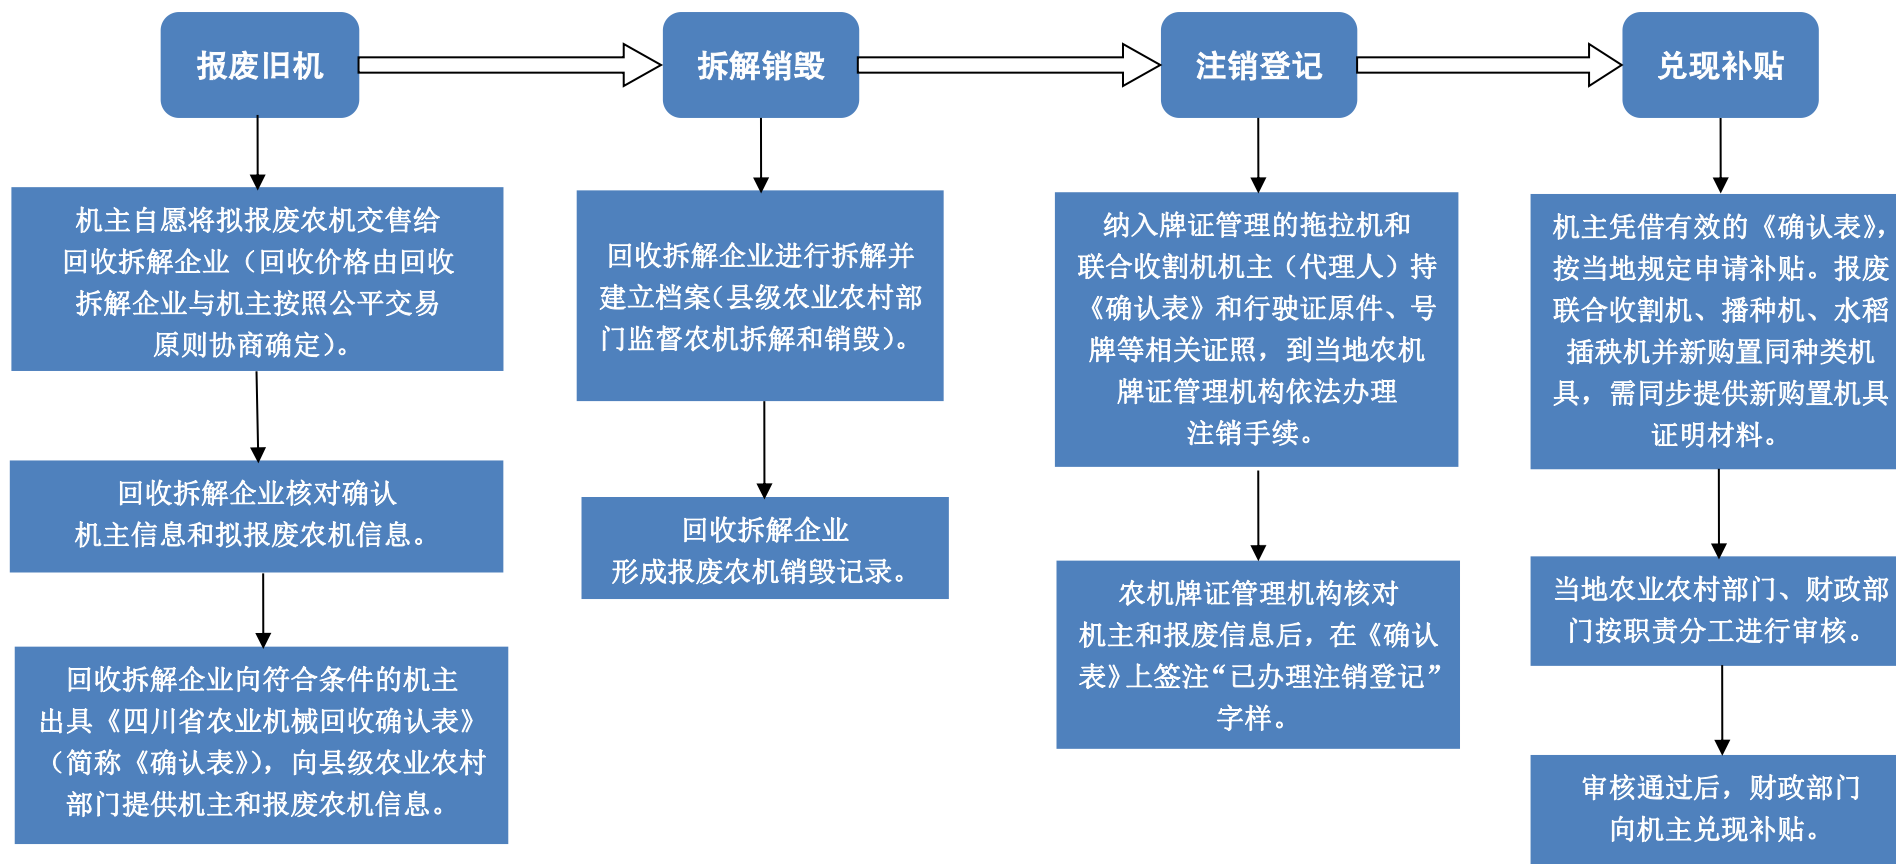 报废旧机
拆解销毁
注销登记
兑现补贴
机主自愿将拟报废农机交售给
回收拆解企业（回收价格由回收
拆解企业与机主按照公平交易
原则协商确定）。
回收拆解企业核对确认
机主信息和拟报废农机信息。
回收拆解企业向符合条件的机主
出具《四川省农业机械回收确认表》
（简称《确认表》），向县级农业农村
部门提供机主和报废农机信息。
回收拆解企业进行拆解并
建立档案（县级农业农村部
门监督农机拆解和销毁）。
回收拆解企业
形成报废农机销毁记录。
纳入牌证管理的拖拉机和
联合收割机机主（代理人）持
《确认表》和行驶证原件、号
牌等相关证照，到当地农机
牌证管理机构依法办理
注销手续。
农机牌证管理机构核对
机主和报废信息后，在《确认
表》上签注“已办理注销登记”
字样。
机主凭借有效的《确认表》，
按当地规定申请补贴。报废
联合收割机、播种机、水稻
插秧机并新购置同种类机
具，需同步提供新购置机具
证明材料。
当地农业农村部门、财政部
门按职责分工进行审核。
审核通过后，财政部门
向机主兑现补贴。